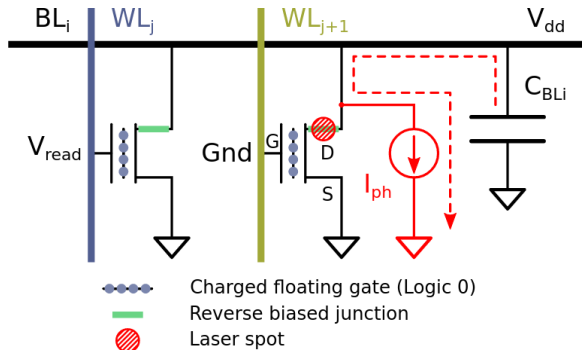 BLi WLj WLj+1 Vdd
CBLi
Vread Gnd G D S Iph
Charged floating gate (Logic 0)
Reverse biased junction
Laser spot